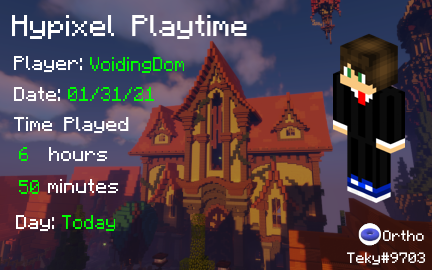 Hypixel Playtime
Player: VoidingDom
Date: 01/31/21
Time Played
6 hours
50 minutes
Day: Today
Ortho
Teky#9703